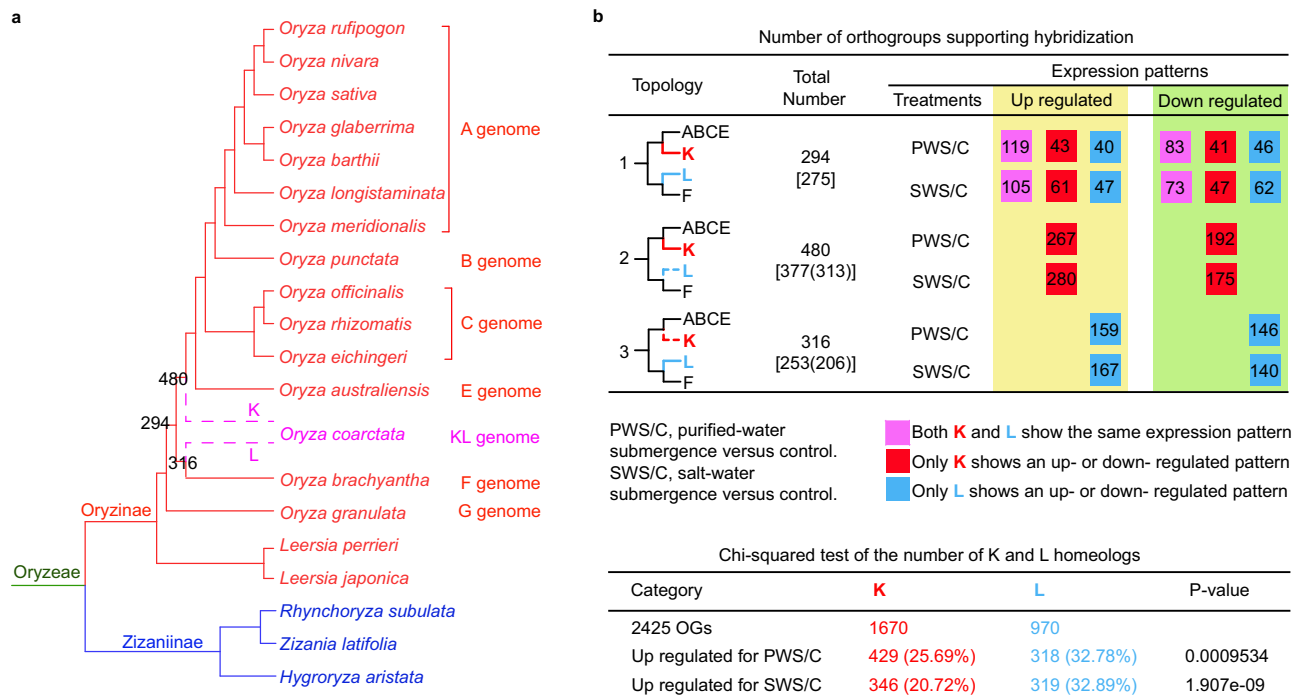 a
Oryza rufipogon
Oryza nivara
Oryza sativa
Oryza glaberrima
A genome
Oryza barthii
Oryza longistaminata
Oryza meridionalis
Oryza punctata
B genome
Oryza officinalis
Oryza rhizomatis
C genome
Oryza eichingeri
480
Oryza australiensis
E genome
K
294
Oryza coarctata
KL genome
L
316
Oryza brachyantha
F genome
Oryza granulata
G genome
Oryzinae
Leersia perrieri
Oryzeae
Leersia japonica
Rhynchoryza subulata
Zizaniinae
Zizania latifolia
Hygroryza aristata
b
Number of orthogroups supporting hybridization
Topology
Total
Number
Expression patterns
Treatments
Up regulated
Down regulated
1
ABCE
K
L
F
294
[275]
PWS/C 119 43 40 83 41 46
SWS/C 105 61 47 73 47 62
2
ABCE
K
L
F
480
[377(313)]
PWS/C 267 192
SWS/C 280 175
3
ABCE
K
L
F
316
[253(206)]
PWS/C 159 146
SWS/C 167 140
PWS/C, purified-water
submergence versus control.
SWS/C, salt-water
submergence versus control.
Both K and L show the same expression pattern
Only K shows an up- or down- regulated pattern
Only L shows an up- or down- regulated pattern
Chi-squared test of the number of K and L homeologs
Category K L P-value
2425 OGs 1670 970
Up regulated for PWS/C 429 (25.69%) 318 (32.78%) 0.0009534
Up regulated for SWS/C 346 (20.72%) 319 (32.89%) 1.907e-09